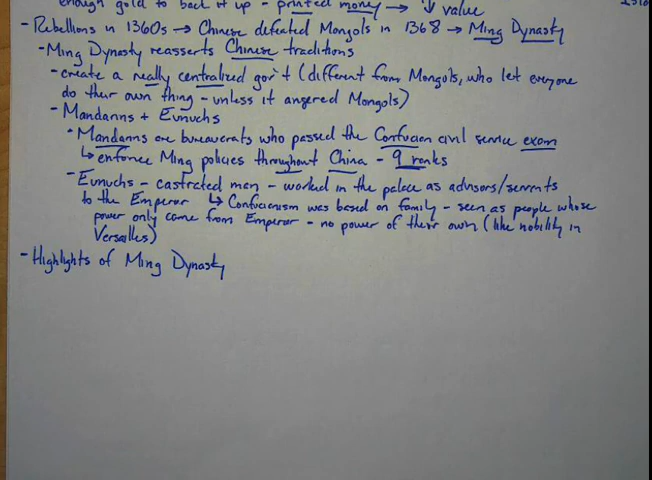 enough gold to back it up - printed money → ↓ value
- Rebellions in 1360s → Chinese defeated Mongols in 1368 → Ming Dynasty
- Ming Dynasty reasserts Chinese traditions
- create a really centralized gov't (different from Mongols, who let everyone
do their own thing - unless it angered Mongols)
- Mandarins + Eunuchs
- Mandarins are bureaucrats who passed the Confucian civil service exam
↳ enforce Ming policies throughout China - 9 ranks
- Eunuchs - castrated men - worked in the palace as advisors/servents
to the Emperor ↳ Confucianism was based on family - seen as people whose
power only came from Emperor - no power of their own (like nobility in
Versailles)
- Highlights of Ming Dynasty